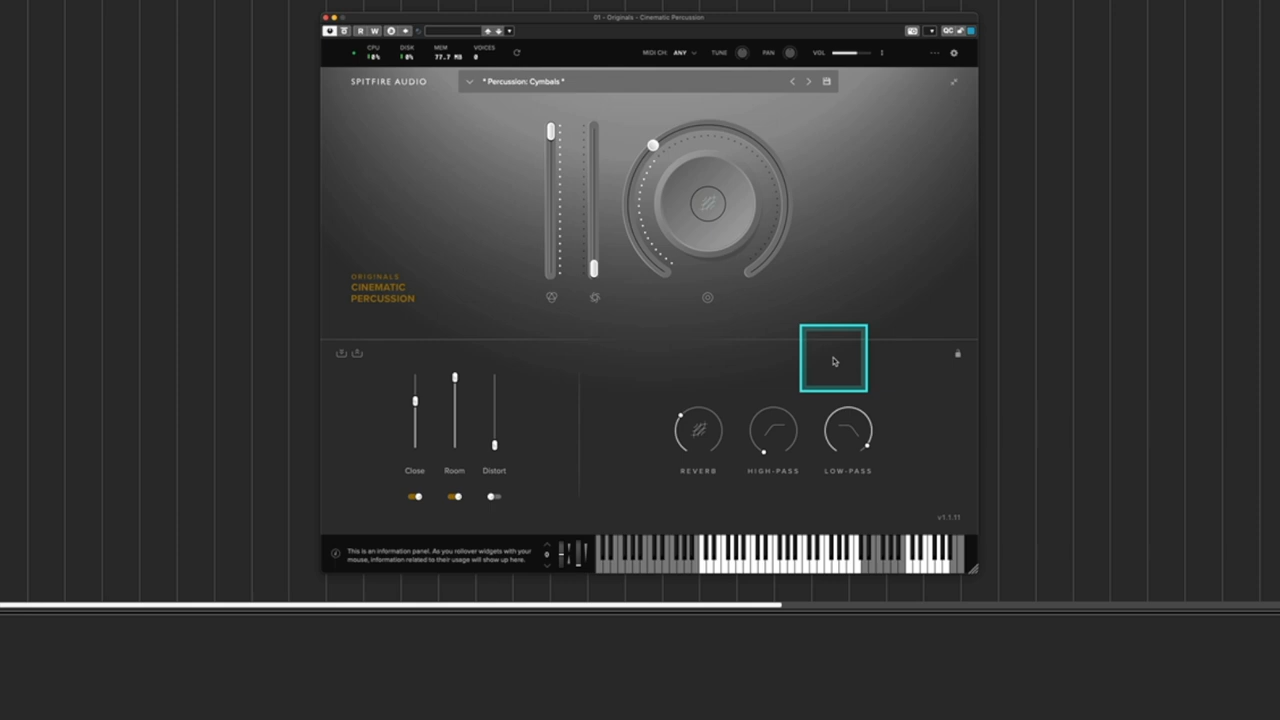 01 - Originals - Cinematic Percussion
R W
QC
CPU DISK MEM VOICES
0% 0% 77.7 MB 0
MIDI CH: ANY TUNE PAN VOL
SPITFIRE AUDIO
* Percussion: Cymbals *
ORIGINALS
CINEMATIC
PERCUSSION
Close Room Distort
REVERB HIGH-PASS LOW-PASS
v1.1.11
This is an information panel. As you rollover widgets with your
mouse, information related to their usage will show up here.
0